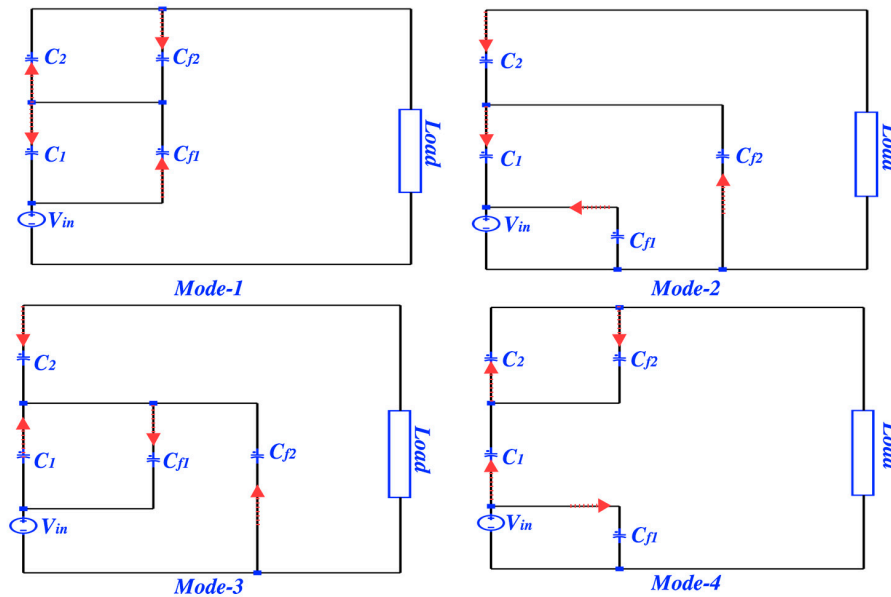 C2
Cf2
C1
Cf1
Vin
Load
Mode-1
C2
C1
Cf2
Vin
Cf1
Load
Mode-2
C2
C1
Cf1
Cf2
Vin
Load
Mode-3
C2
Cf2
C1
Vin
Cf1
Load
Mode-4